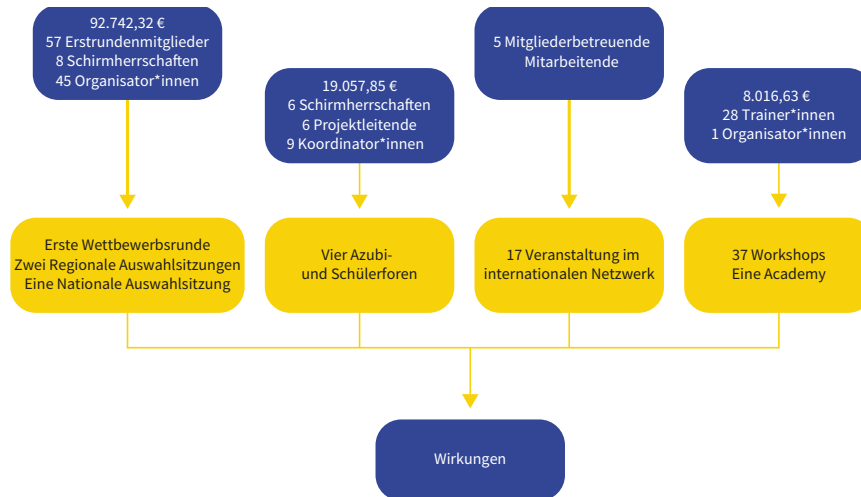 92.742,32 €
57 Erstrundenmitglieder
8 Schirmherrschaften
45 Organisator*innen
19.057,85 €
6 Schirmherrschaften
6 Projektleitende
9 Koordinator*innen
5 Mitgliederbetreuende
Mitarbeitende
8.016,63 €
28 Trainer*innen
1 Organisator*innen
Erste Wettbewerbsrunde
Zwei Regionale Auswahlsitzungen
Eine Nationale Auswahlsitzung
Vier Azubi-
und Schülerforen
17 Veranstaltung im
internationalen Netzwerk
37 Workshops
Eine Academy
Wirkungen